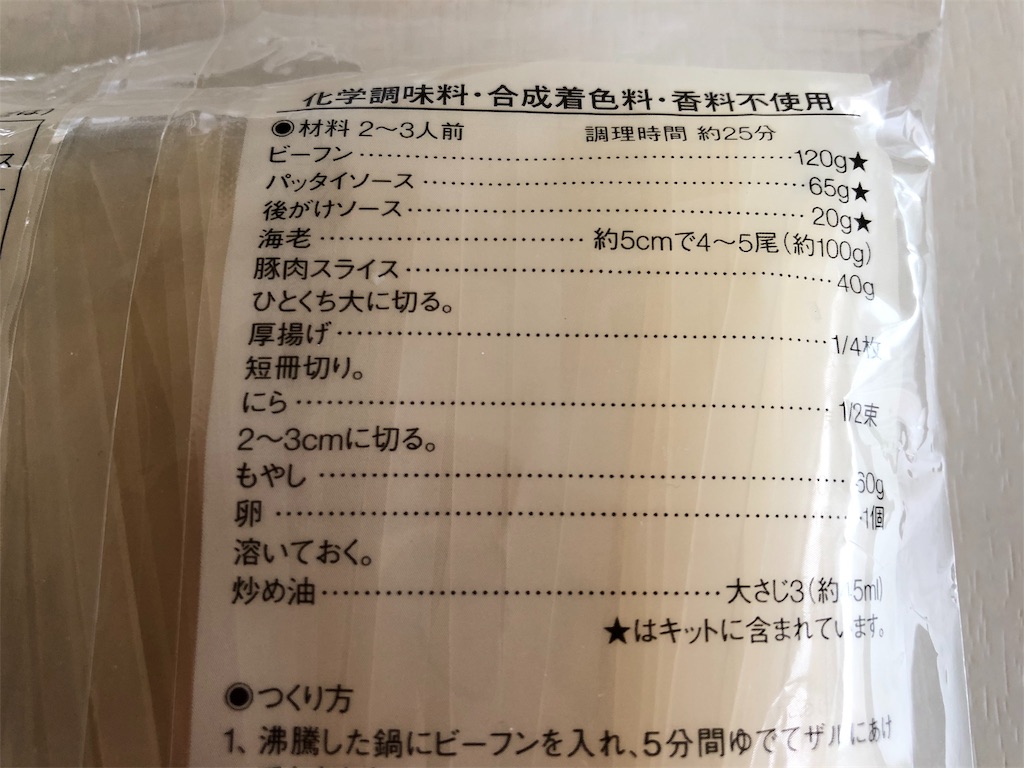 化学調味料・合成着色料・香料不使用
◉材料 2〜3人前 調理時間 約25分
ビーフン……120g★
パッタイソース……65g★
後がけソース……20g★
海老……約5cmで4〜5尾(約100g)
豚肉スライス……40g
ひとくち大に切る。
厚揚げ……1/4枚
短冊切り。
にら……1/2束
2〜3cmに切る。
もやし……60g
卵……1個
溶いておく。
炒め油……大さじ3(約45ml)
★はキットに含まれています。
◉つくり方
1、沸騰した鍋にビーフンを入れ、5分間ゆでてザルにあけ